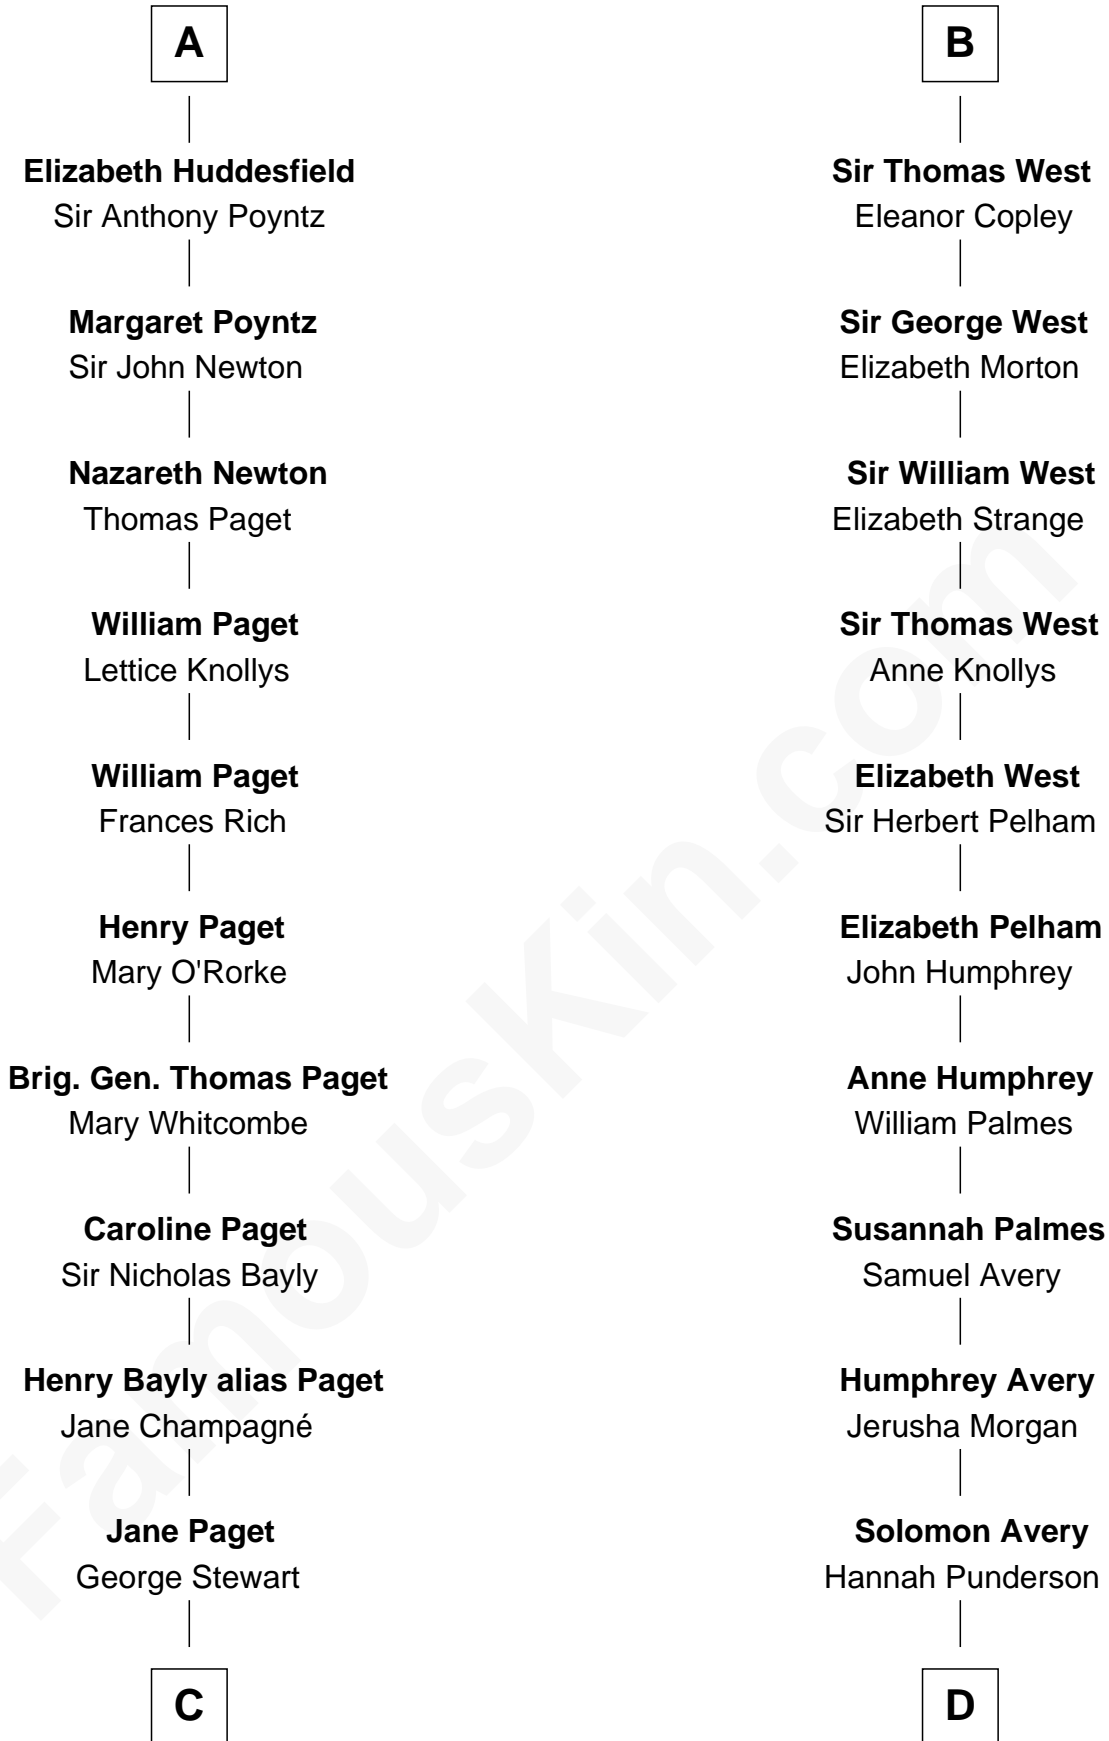 A
Elizabeth Huddesfield
Sir Anthony Poyntz
Margaret Poyntz
Sir John Newton
Nazareth Newton
Thomas Paget
William Paget
Lettice Knollys
William Paget
Frances Rich
Henry Paget
Mary O'Rorke
Brig. Gen. Thomas Paget
Mary Whitcombe
Caroline Paget
Sir Nicholas Bayly
Henry Bayly alias Paget
Jane Champagné
Jane Paget
George Stewart
C
B
Sir Thomas West
Eleanor Copley
Sir George West
Elizabeth Morton
Sir William West
Elizabeth Strange
Sir Thomas West
Anne Knollys
Elizabeth West
Sir Herbert Pelham
Elizabeth Pelham
John Humphrey
Anne Humphrey
William Palmes
Susannah Palmes
Samuel Avery
Humphrey Avery
Jerusha Morgan
Solomon Avery
Hannah Punderson
D
FamousKin.com